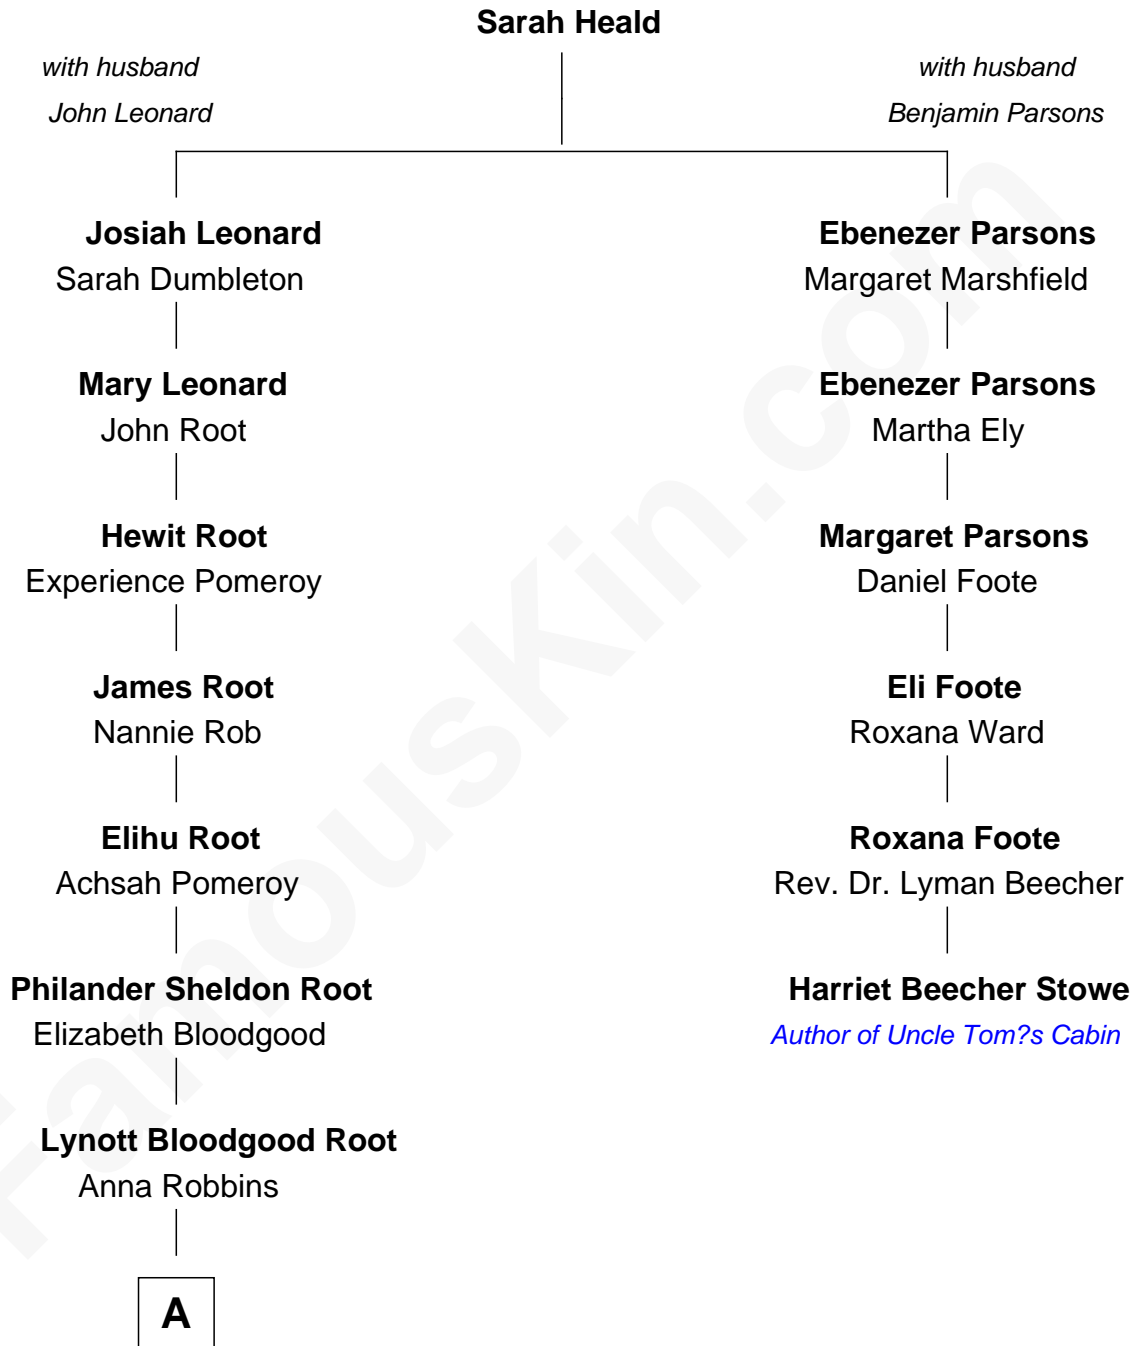 Sarah Heald
with husband
John Leonard
with husband
Benjamin Parsons
Josiah Leonard
Sarah Dumbleton
Ebenezer Parsons
Margaret Marshfield
Mary Leonard
John Root
Ebenezer Parsons
Martha Ely
Hewit Root
Experience Pomeroy
Margaret Parsons
Daniel Foote
James Root
Nannie Rob
Eli Foote
Roxana Ward
Elihu Root
Achsah Pomeroy
Roxana Foote
Rev. Dr. Lyman Beecher
Philander Sheldon Root
Elizabeth Bloodgood
Harriet Beecher Stowe
Author of Uncle Tom?s Cabin
Lynott Bloodgood Root
Anna Robbins
A
FamousKin.com